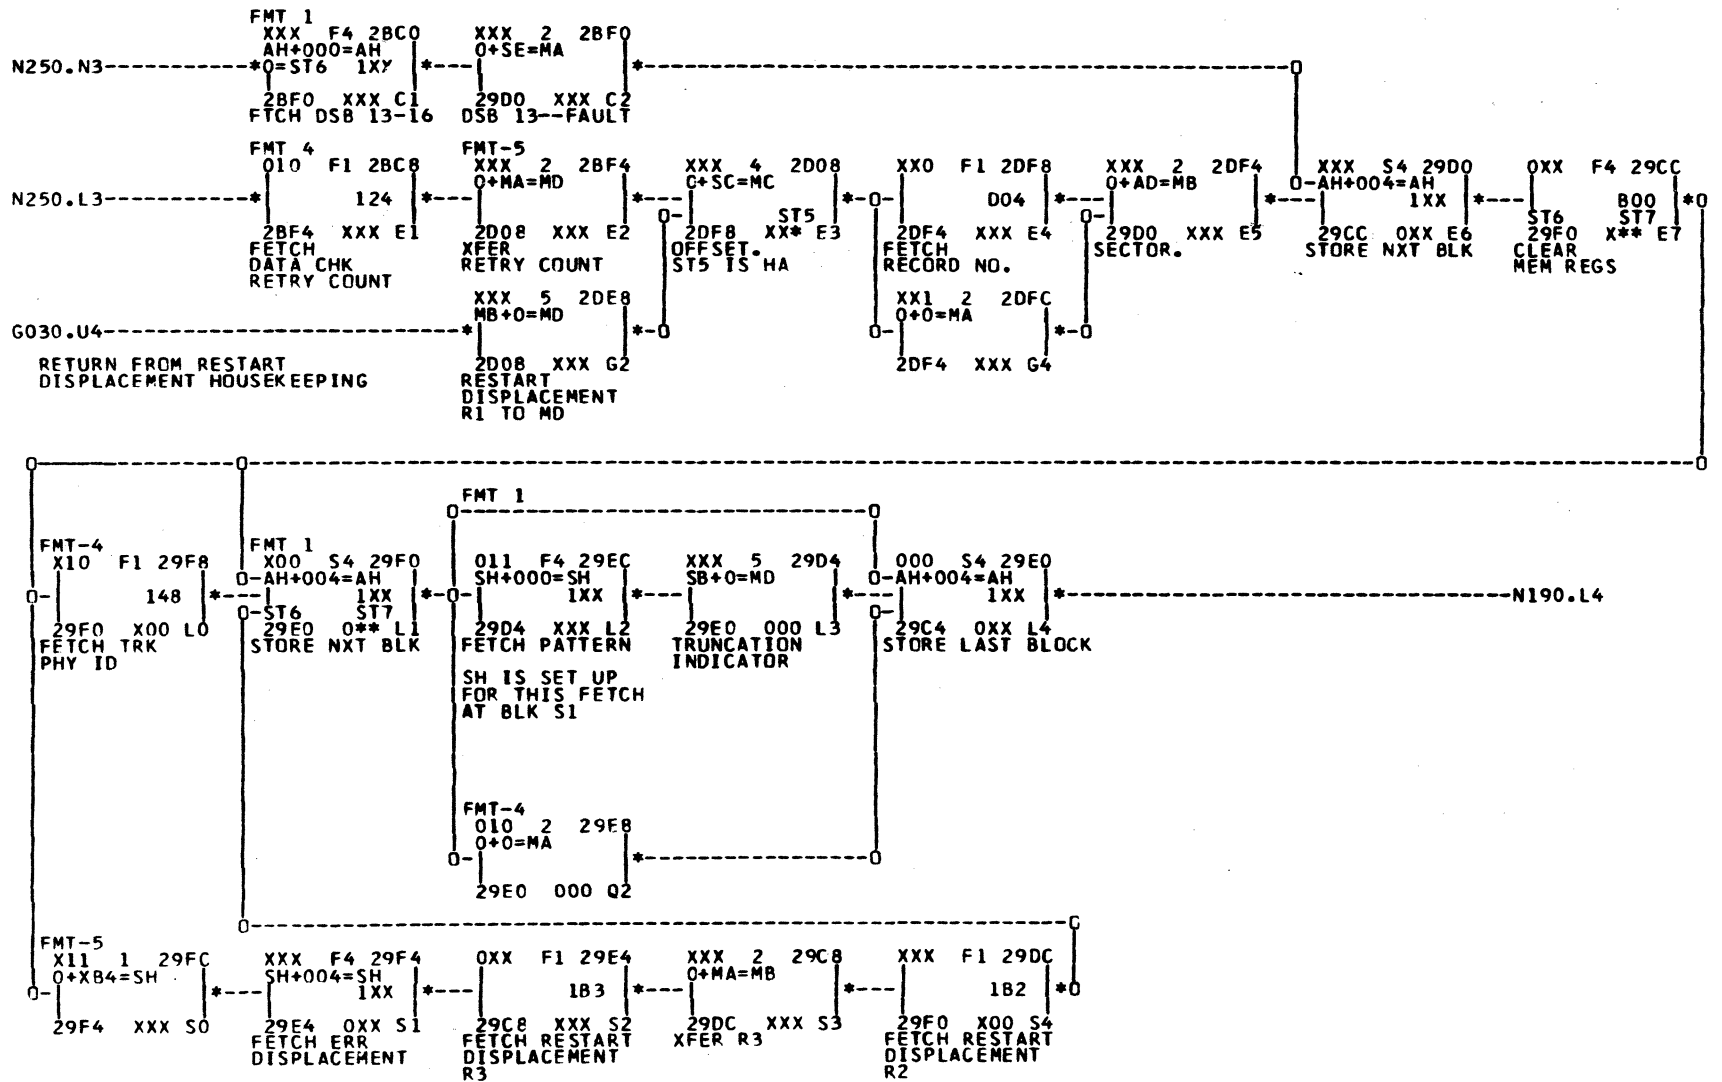 FMT 1
XXX F4 2BC0 XXX 2 2BF0
AH+000=AH 0+SE=MA
N250.N3 *0=ST6 1XY * *
2BF0 XXX C1 29D0 XXX C2
FTCH DSB 13-16 DSB 13--FAULT
FMT 4 FMT-5
010 F1 2BC8 XXX 2 2BF4 XXX 4 2D08 XX0 F1 2DF8 XXX 2 2DF4 XXX S4 29D0 0XX F4 29CC
0+MA=MD 0+SC=MC 0+AD=MB 0-AH+004=AH
N250.L3 * 124 * * * D04 * * 1XX * B00 *
ST5 ST6 ST7
2BF4 XXX E1 2D08 XXX E2 2DF8 XX* E3 2DF4 XXX E4 29D0 XXX E5 29CC 0XX E6 29F0 X** E7
FETCH XFER OFFSET. FETCH SECTOR. STORE NXT BLK CLEAR
DATA CHK RETRY COUNT ST5 IS HA RECORD NO. MEM REGS
RETRY COUNT
XXX 5 2DE8 XX1 2 2DFC
MB+0=MD 0+0=MA
G030.U4 * * *
RETURN FROM RESTART 2D08 XXX G2 2DF4 XXX G4
DISPLACEMENT HOUSEKEEPING RESTART
DISPLACEMENT
R1 TO MD
FMT 1
FMT-4 FMT 1
X10 F1 29F8 X00 S4 29F0 011 F4 29EC XXX 5 29D4 000 S4 29E0
0-AH+004=AH SH+000=SH SB+0=MD 0-AH+004=AH
148 * 1XX * 1XX * * 1XX * N190.L4
0-ST6 ST7
29F0 X00 L0 29E0 0** L1 29D4 XXX L2 29E0 000 L3 29C4 0XX L4
FETCH TRK STORE NXT BLK FETCH PATTERN TRUNCATION STORE LAST BLOCK
PHY ID INDICATOR
SH IS SET UP
FOR THIS FETCH
AT BLK S1
FMT-4
010 2 29E8
0+0=MA
*
29E0 000 Q2
FMT-5
X11 1 29FC XXX F4 29F4 0XX F1 29E4 XXX 2 29C8 XXX F1 29DC
0+XB4=SH SH+004=SH 0+MA=MB
* 1XX * 1B3 * * 1B2 *
29F4 XXX S0 29E4 0XX S1 29C8 XXX S2 29DC XXX S3 29F0 X00 S4
FETCH ERR FETCH RESTART XFER R3 FETCH RESTART
DISPLACEMENT DISPLACEMENT DISPLACEMENT
R3 R2